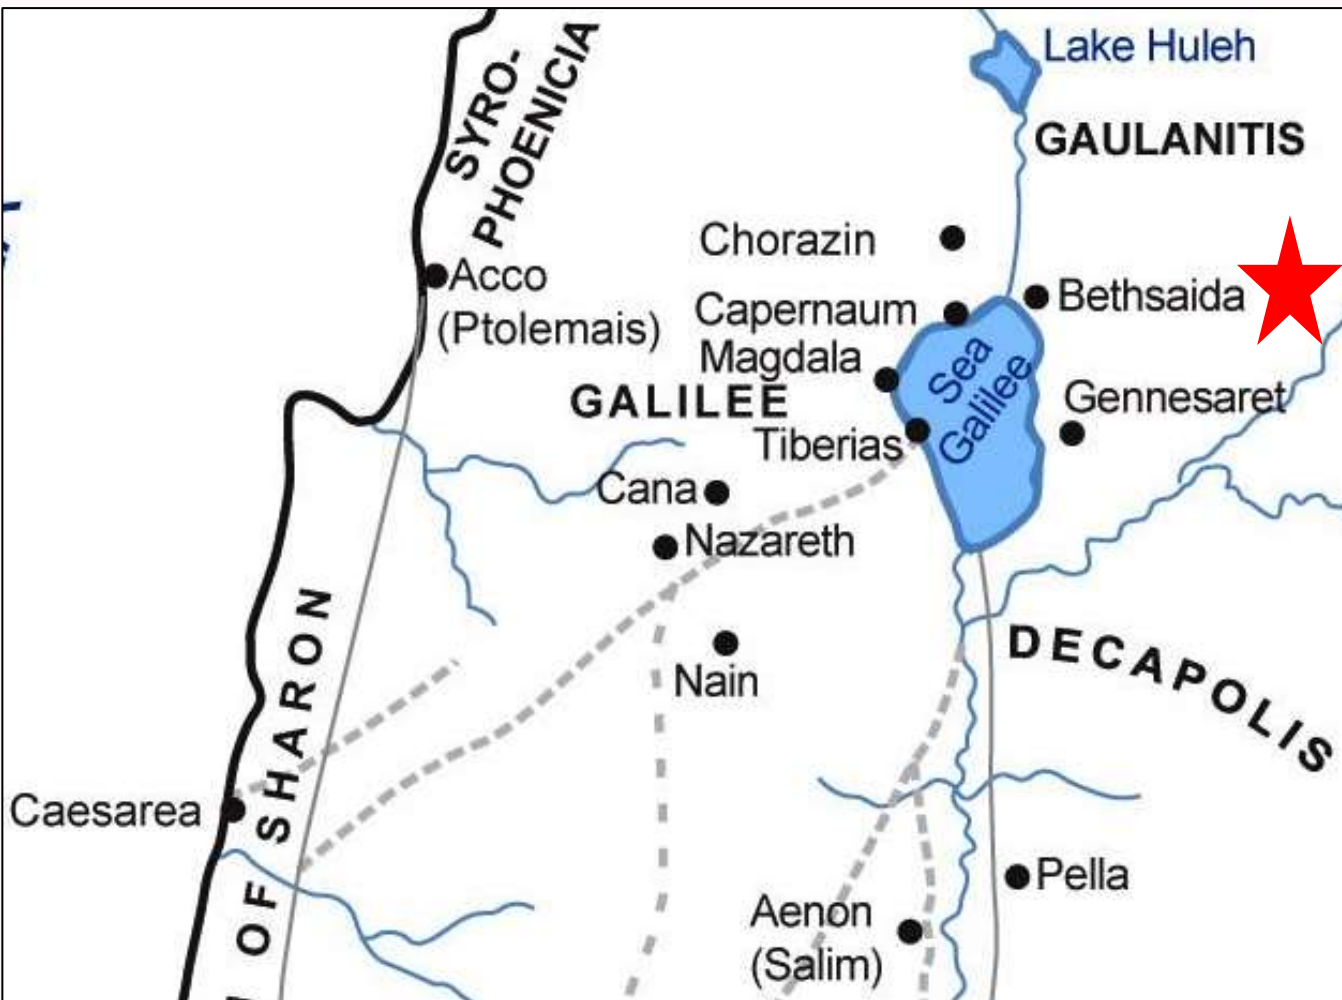 Lake Huleh
SYRO-
PHOENICIA
GAULANITIS
Chorazin
Acco
(Ptolemais)
Bethsaida
Capernaum
Magdala
Sea
Galilee
GALILEE
Gennesaret
Tiberias
Cana
Nazareth
DECAPOLIS
Nain
Caesarea
OF SHARON
Pella
Aenon
(Salim)